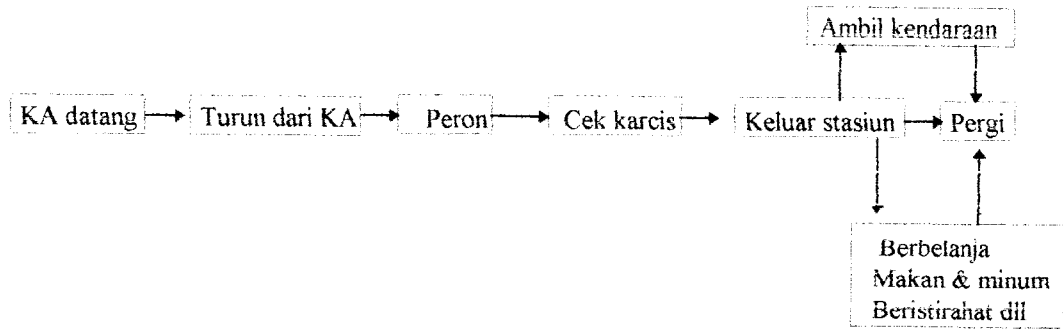 Ambil kendaraan
KA datang
Turun dari KA
Peron
Cek karcis
Keluar stasiun
Pergi
Berbelanja
Makan & minum
Beristirahat dll